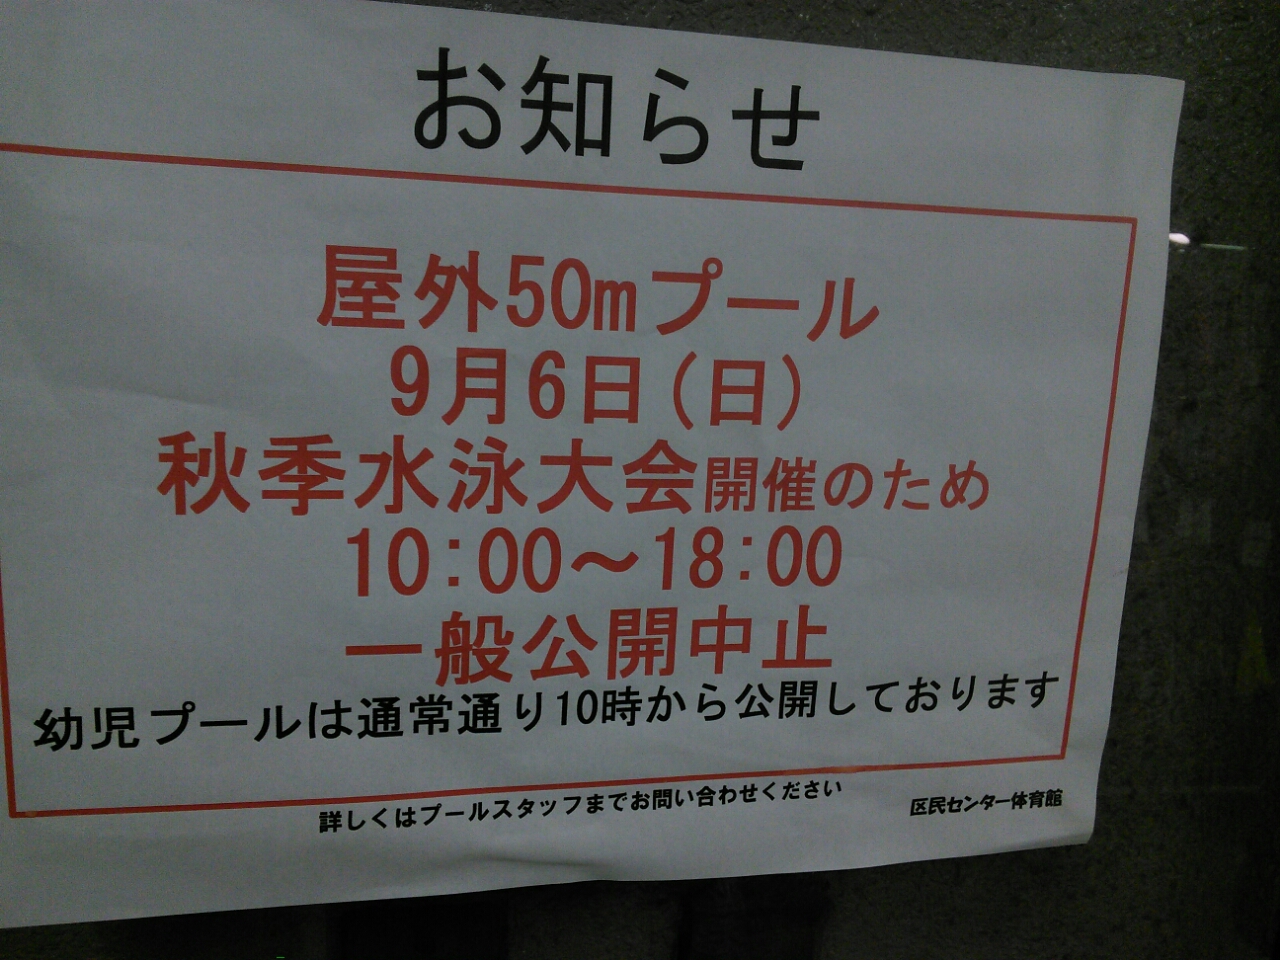 お知らせ
屋外50mプール
9月6日(日)
秋季水泳大会開催のため
10:00～18:00
一般公開中止
幼児プールは通常通り10時から公開しております
詳しくはプールスタッフまでお問い合わせください
区民センター体育館